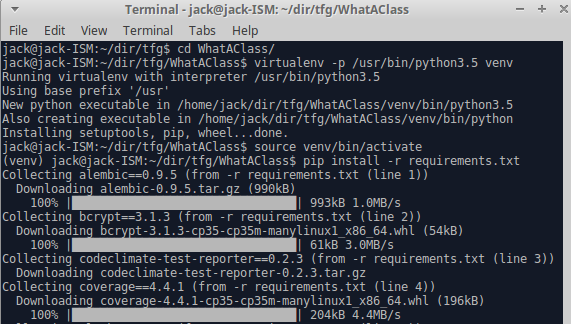 Terminal - jack@jack-ISM:~/dir/tfg/WhatAClass
File Edit View Terminal Tabs Help
jack@jack-ISM:~/dir/tfg$ cd WhatAClass/
jack@jack-ISM:~/dir/tfg/WhatAClass$ virtualenv -p /usr/bin/python3.5 venv
Running virtualenv with interpreter /usr/bin/python3.5
Using base prefix '/usr'
New python executable in /home/jack/dir/tfg/WhatAClass/venv/bin/python3.5
Also creating executable in /home/jack/dir/tfg/WhatAClass/venv/bin/python
Installing setuptools, pip, wheel...done.
jack@jack-ISM:~/dir/tfg/WhatAClass$ source venv/bin/activate
(venv) jack@jack-ISM:~/dir/tfg/WhatAClass$ pip install -r requirements.txt
Collecting alembic==0.9.5 (from -r requirements.txt (line 1))
Downloading alembic-0.9.5.tar.gz (990kB)
100% || 993kB 1.0MB/s
Collecting bcrypt==3.1.3 (from -r requirements.txt (line 2))
Downloading bcrypt-3.1.3-cp35-cp35m-manylinux1_x86_64.whl (54kB)
100% || 61kB 3.0MB/s
Collecting codeclimate-test-reporter==0.2.3 (from -r requirements.txt (line 3))
Downloading codeclimate-test-reporter-0.2.3.tar.gz
Collecting coverage==4.4.1 (from -r requirements.txt (line 4))
Downloading coverage-4.4.1-cp35-cp35m-manylinux1_x86_64.whl (196kB)
100% || 204kB 4.4MB/s